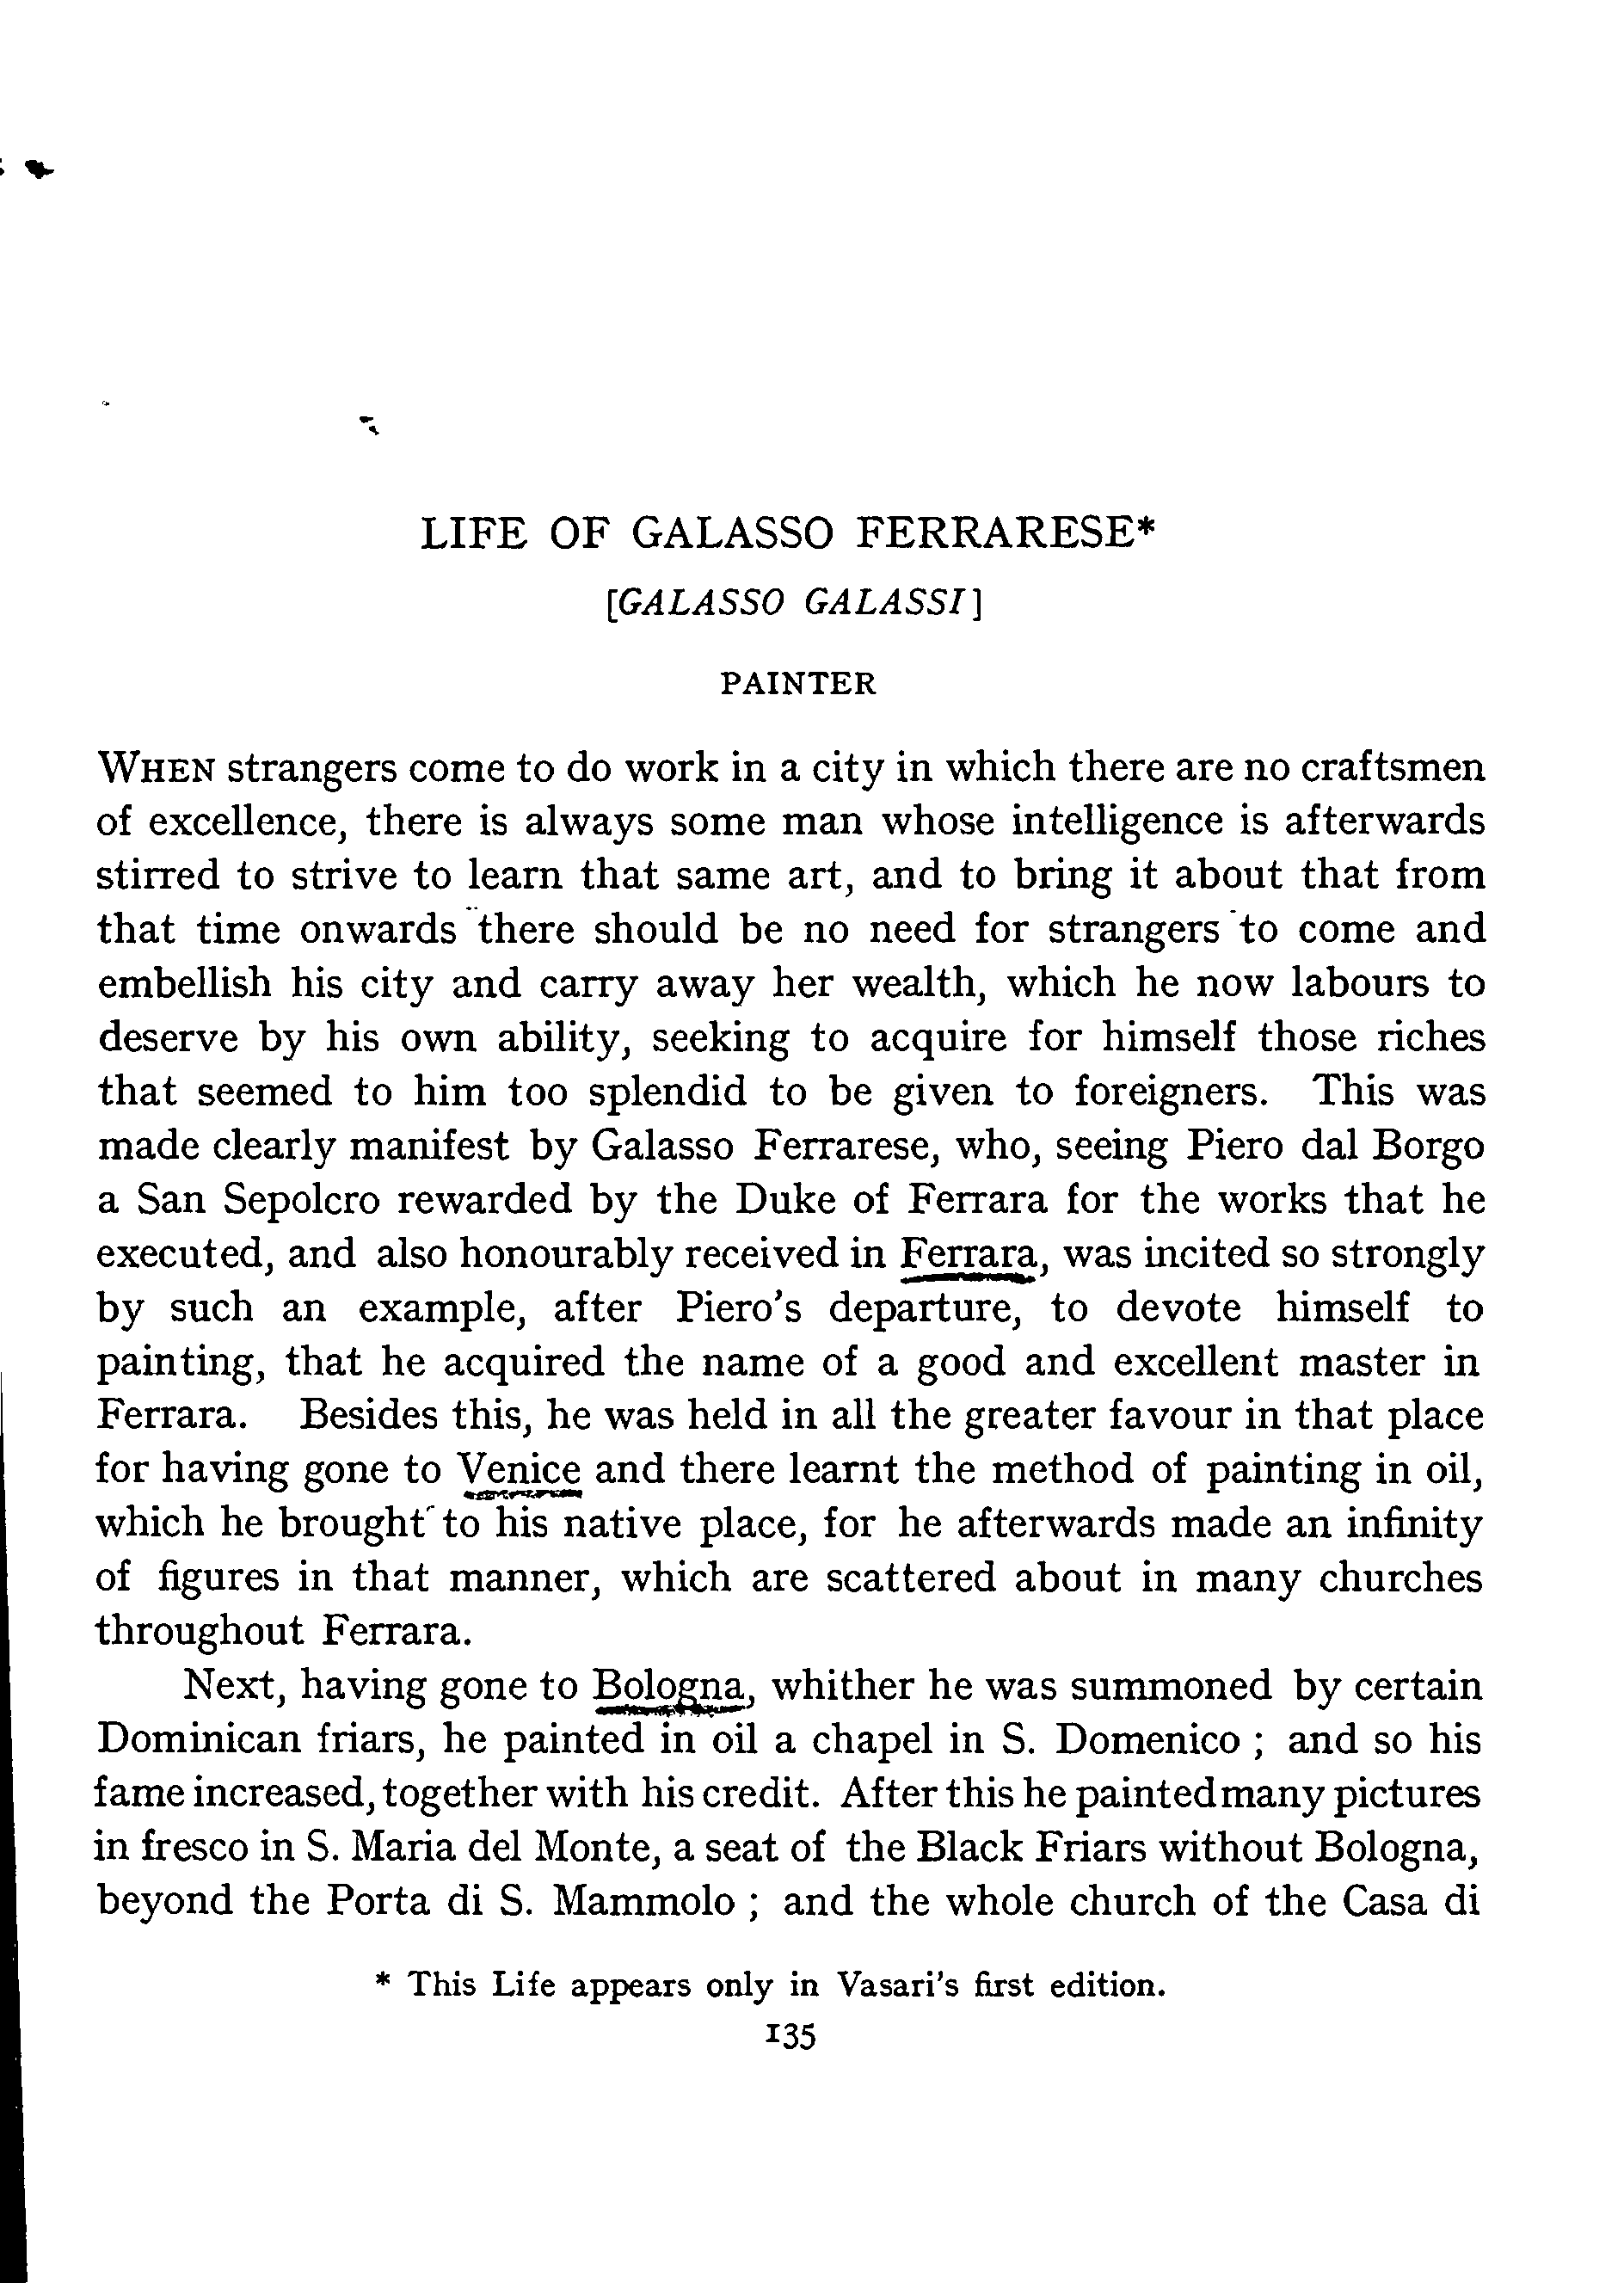 LIFE OF GALASSO FERRARESE*
[GALASSO GALASSI]
PAINTER
WHEN strangers come to do work in a city in which there are no craftsmen
of excellence, there is always some man whose intelligence is afterwards
stirred to strive to learn that same art, and to bring it about that from
that time onwards there should be no need for strangers to come and
embellish his city and carry away her wealth, which he now labours to
deserve by his own ability, seeking to acquire for himself those riches
that seemed to him too splendid to be given to foreigners. This was
made clearly manifest by Galasso Ferrarese, who, seeing Piero dal Borgo
a San Sepolcro rewarded by the Duke of Ferrara for the works that he
executed, and also honourably received in Ferrara, was incited so strongly
by such an example, after Piero's departure, to devote himself to
painting, that he acquired the name of a good and excellent master in
Ferrara. Besides this, he was held in all the greater favour in that place
for having gone to Venice and there learnt the method of painting in oil,
which he brought to his native place, for he afterwards made an infinity
of figures in that manner, which are scattered about in many churches
throughout Ferrara.
Next, having gone to Bologna, whither he was summoned by certain
Dominican friars, he painted in oil a chapel in S. Domenico ; and so his
fame increased, together with his credit. After this he painted many pictures
in fresco in S. Maria del Monte, a seat of the Black Friars without Bologna,
beyond the Porta di S. Mammolo ; and the whole church of the Casa di
* This Life appears only in Vasari's first edition.
135